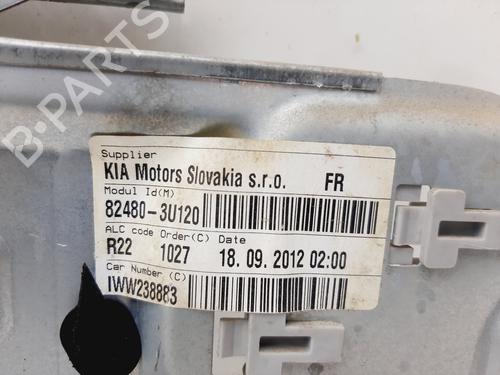 B-PARTS
Supplier
KIA Motors Slovakia s.r.o. FR
Modul Id(M)
82480-3U120
ALC code Order(C) Date
R22 1027 18. 09. 2012 02:00
Car Number (C)
IWW238883